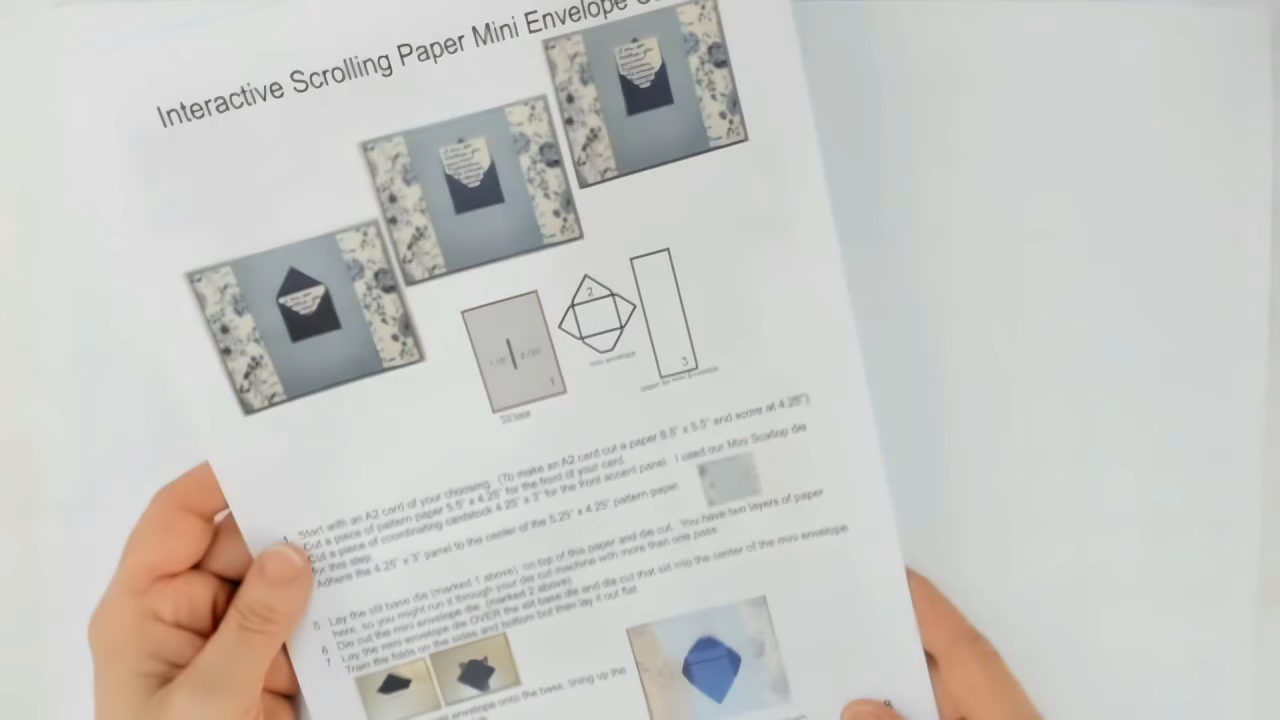 Interactive Scrolling Paper Mini Envelope
2
1
3
Slit base
mini envelope
paper for mini envelope
Start with an A2 card of your choosing. (To make an A2 card cut a paper 8.5" x 5.5" and score at 4.25")
Cut a piece of pattern paper 5.5" x 4.25" for the front of your card.
Cut a piece of coordinating cardstock 4.25" x 3" for the front accent panel. I used our Mini Scallop die
for this step.
Adhere the 4.25" x 3" panel to the center of the 5.25" x 4.25" pattern paper.
5 Lay the slit base die (marked 1 above) on top of this paper and die cut. You have two layers of paper
here, so you might run it through your die cut machine with more than one pass.
6 Die cut the mini envelope die. (marked 2 above)
7 Lay the mini envelope die OVER the slit base die and die cut that slit into the center of the mini envelope
Train the folds on the sides and bottom but then lay it out flat.
envelope onto the base, lining up the